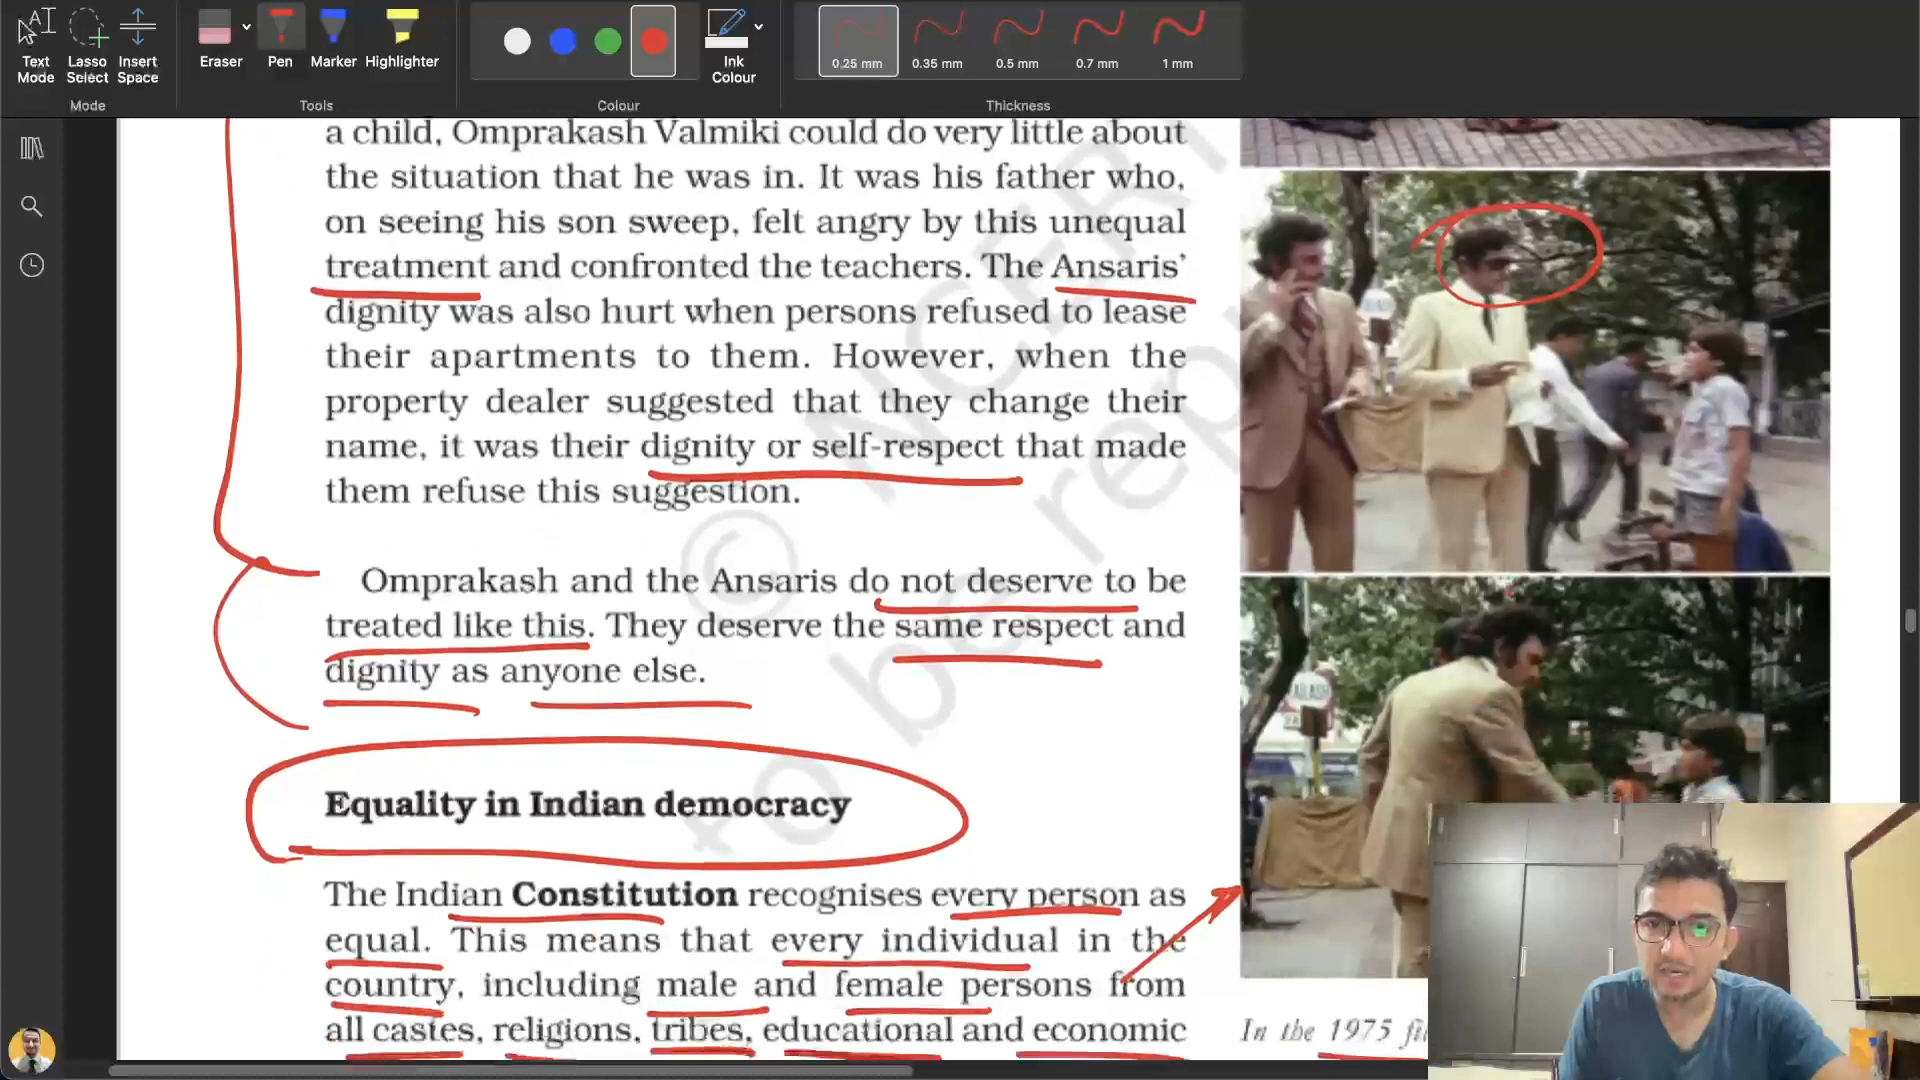 Text Mode
Lasso Select
Insert Space
Mode
Eraser
Pen
Marker
Highlighter
Tools
Colour
Ink Colour
0.25 mm
0.35 mm
0.5 mm
0.7 mm
1 mm
Thickness
a child, Omprakash Valmiki could do very little about
the situation that he was in. It was his father who,
on seeing his son sweep, felt angry by this unequal
treatment and confronted the teachers. The Ansaris'
dignity was also hurt when persons refused to lease
their apartments to them. However, when the
property dealer suggested that they change their
name, it was their dignity or self-respect that made
them refuse this suggestion.
Omprakash and the Ansaris do not deserve to be
treated like this. They deserve the same respect and
dignity as anyone else.
Equality in Indian democracy
The Indian Constitution recognises every person as
equal. This means that every individual in the
country, including male and female persons from
all castes, religions, tribes, educational and economic
In the 1975
© NCERT
to be